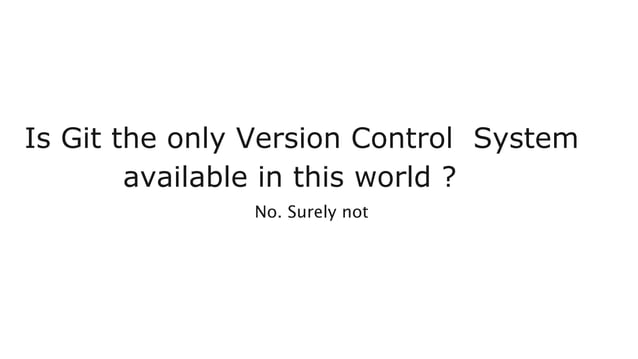 Is Git the only Version Control  System
available in this world ?
No. Surely not